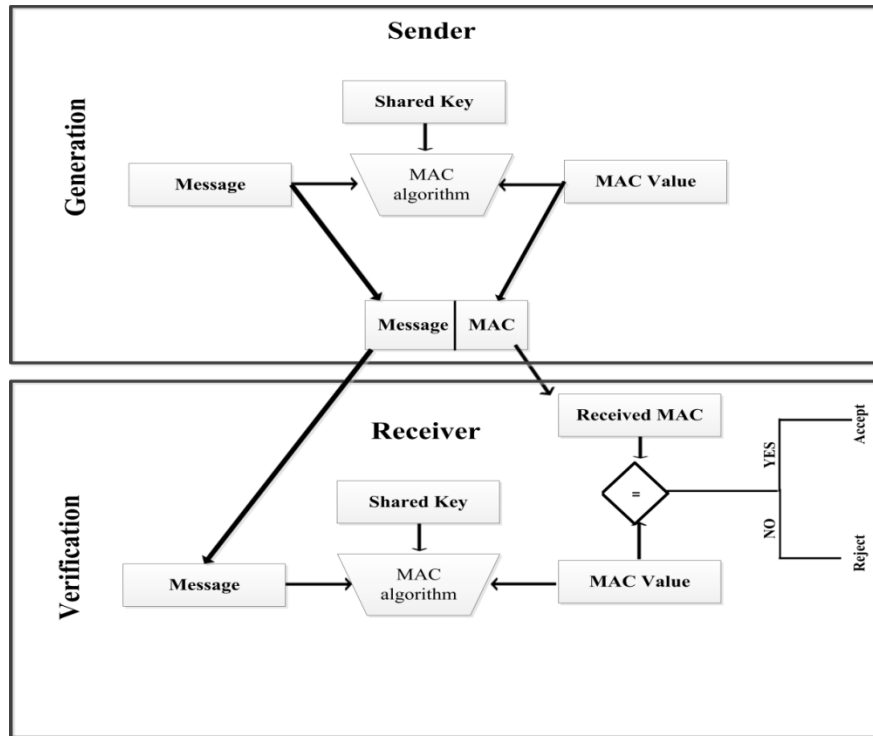 Sender
Generation
Shared Key
Message
MAC
algorithm
MAC Value
Message
MAC
Receiver
Verification
Received MAC
Shared Key
=
YES
Accept
NO
Reject
Message
MAC
algorithm
MAC Value